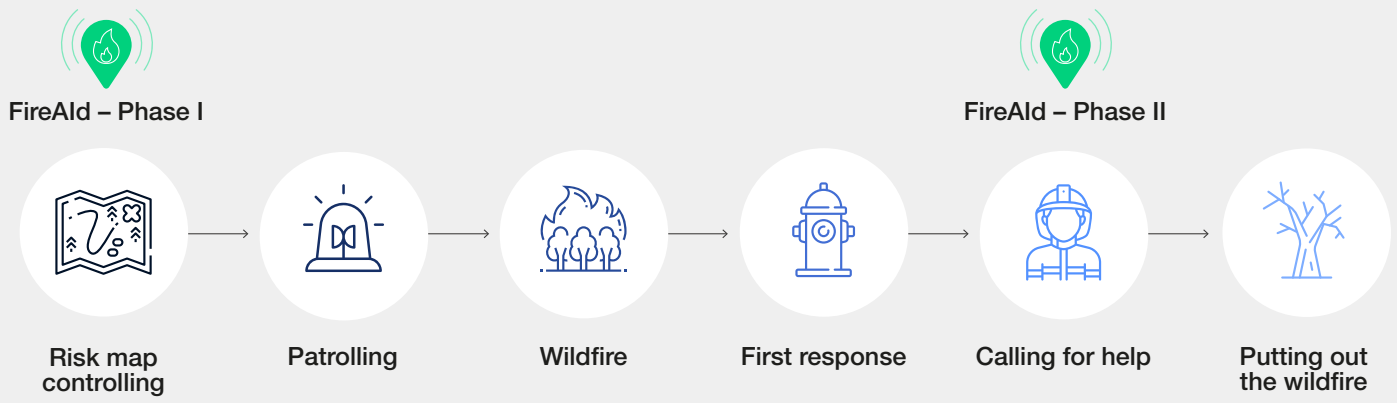 FireAId – Phase I
FireAId – Phase II
Risk map
controlling
Patrolling
Wildfire
First response
Calling for help
Putting out
the wildfire